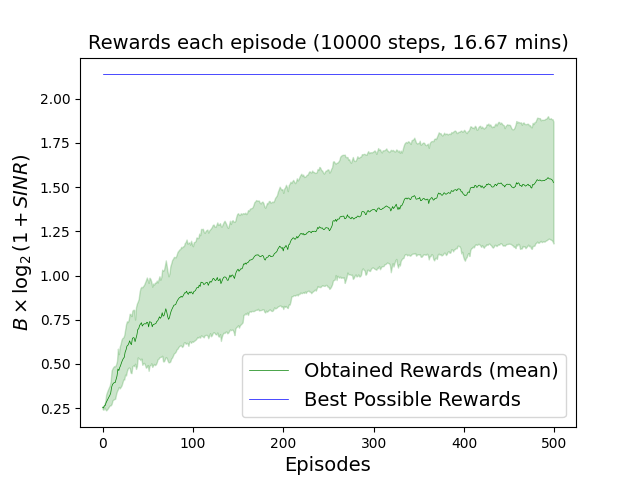 Rewards each episode (10000 steps, 16.67 mins)
B × log₂ (1 + SINR)
2.00
1.75
1.50
1.25
1.00
0.75
0.50
0.25
Obtained Rewards (mean)
Best Possible Rewards
0 100 200 300 400 500
Episodes